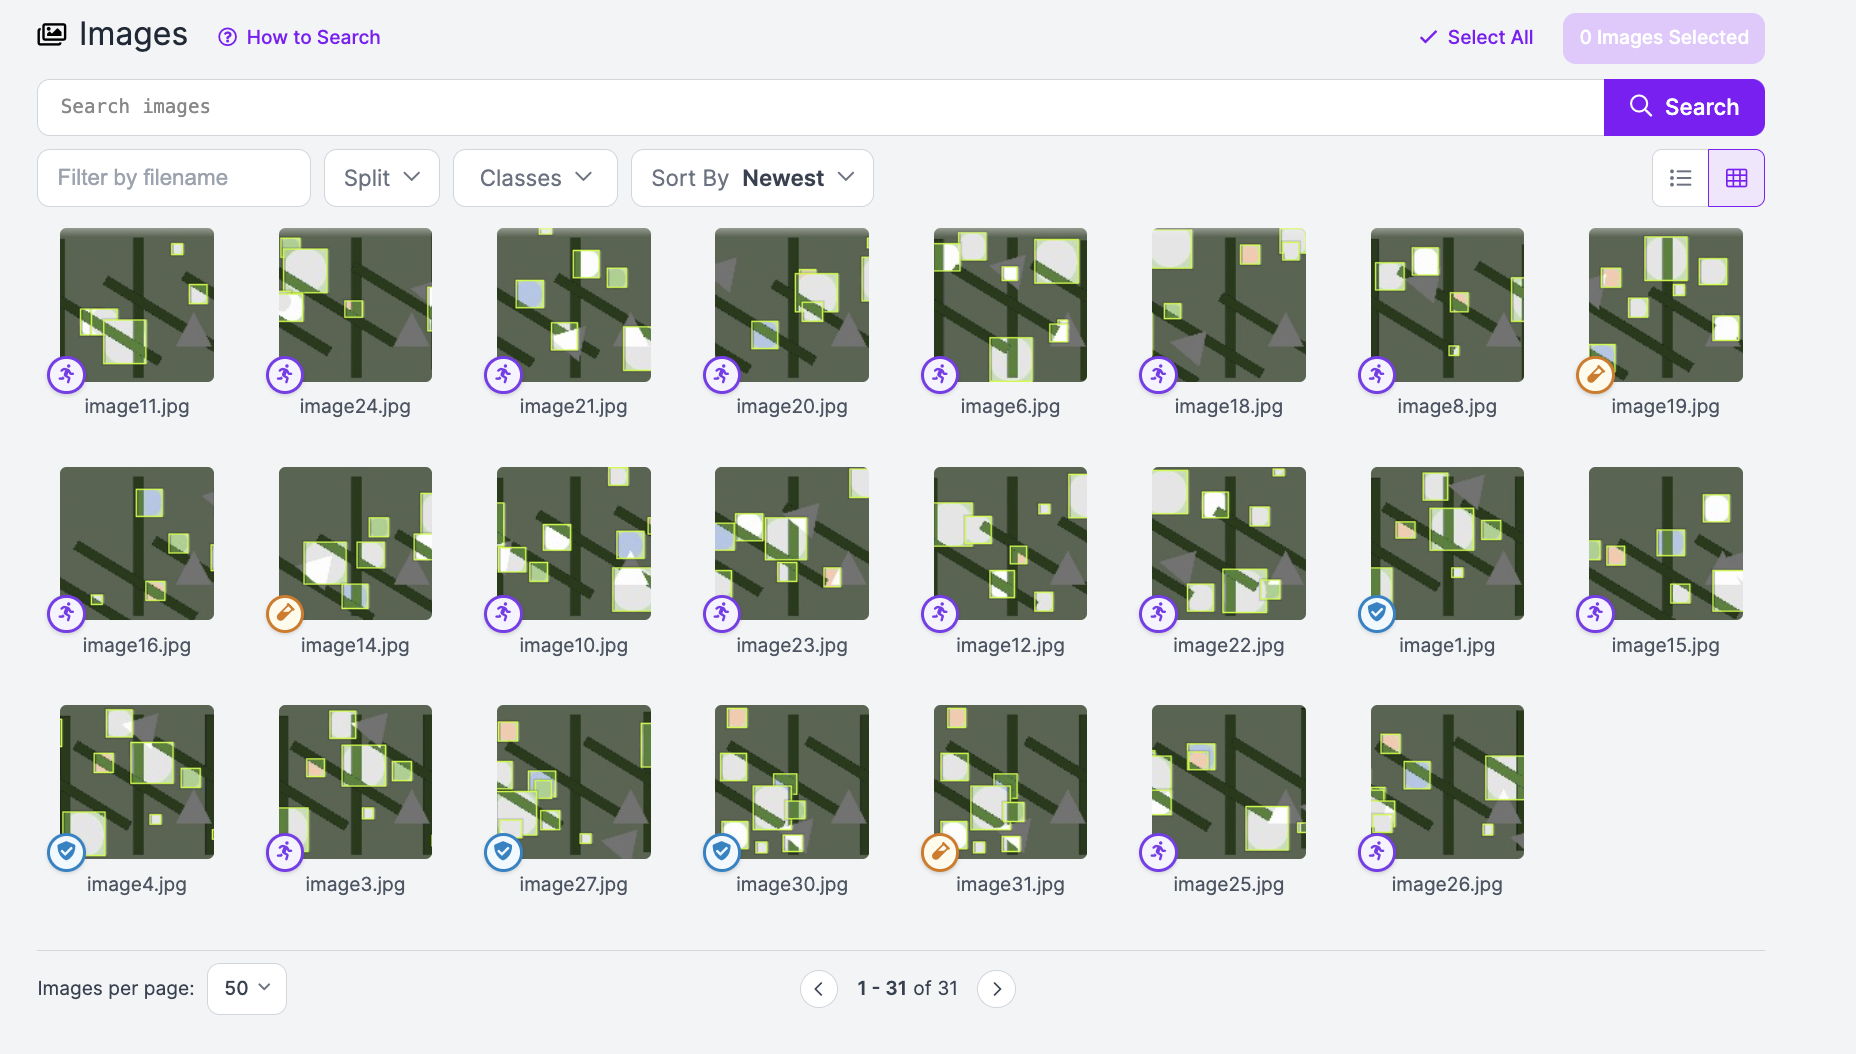 Images
How to Search
Select All
0 Images Selected
Search images
Search
Filter by filename
Split
Classes
Sort By Newest
image11.jpg
image24.jpg
image21.jpg
image20.jpg
image6.jpg
image18.jpg
image8.jpg
image19.jpg
image16.jpg
image14.jpg
image10.jpg
image23.jpg
image12.jpg
image22.jpg
image1.jpg
image15.jpg
image4.jpg
image3.jpg
image27.jpg
image30.jpg
image31.jpg
image25.jpg
image26.jpg
Images per page: 50
1 - 31 of 31